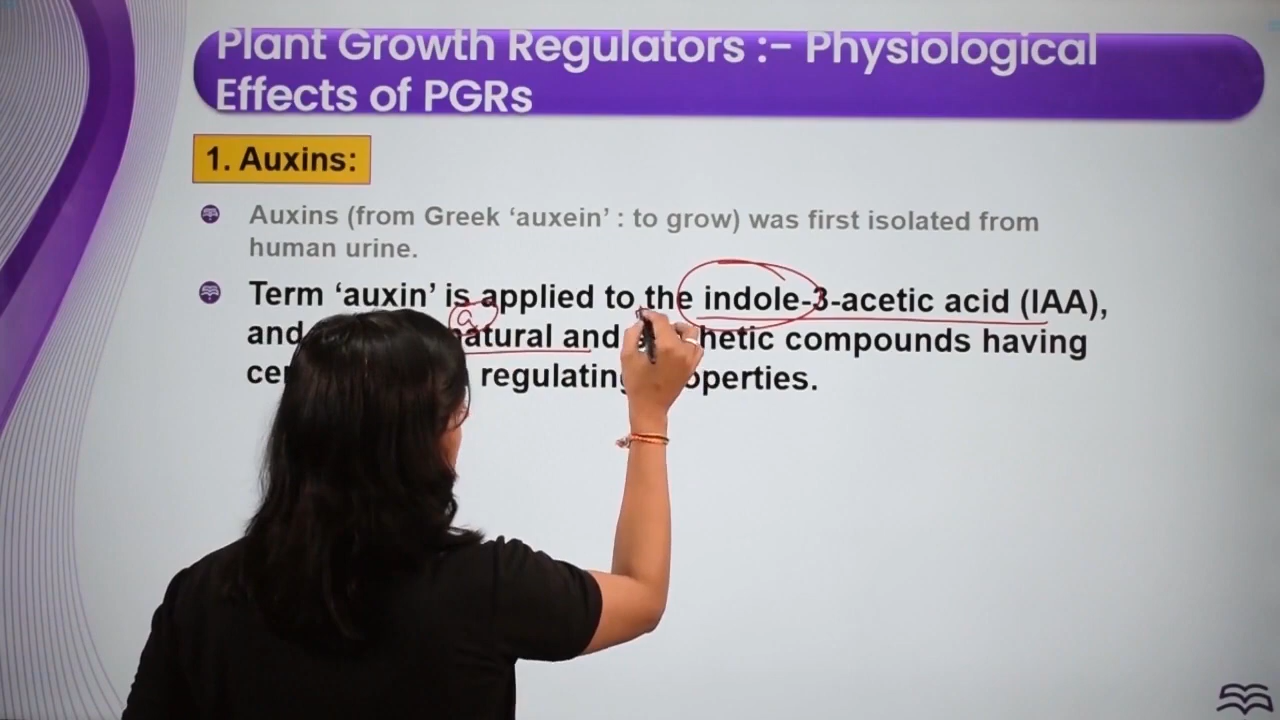 Plant Growth Regulators :- Physiological
Effects of PGRs
1. Auxins:
Auxins (from Greek ‘auxein’ : to grow) was first isolated from
human urine.
Term ‘auxin’ is applied to the indole-3-acetic acid (IAA),
a
and natural and compounds having
regulating